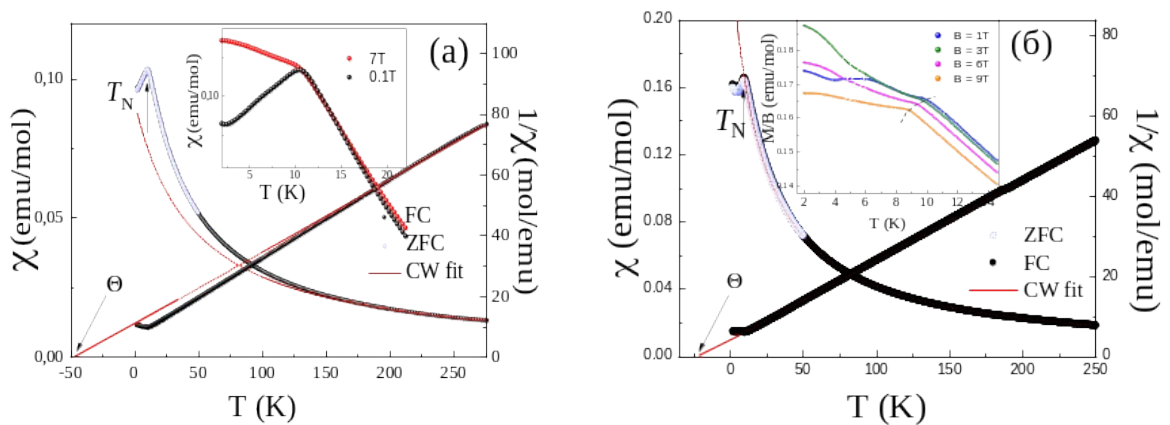 (а)
χ (emu/mol)
0,10
0,05
0,00
-50
0
50
100
150
200
250
T (K)
1/χ (mol/emu)
100
80
60
40
20
0
T_N
Θ
FC
ZFC
CW fit
χ (emu/mol)
0,10
5
10
15
20
T (K)
7T
0.1T
(б)
χ (emu/mol)
0.20
0.16
0.12
0.08
0.04
0.00
0
50
100
150
200
250
T (K)
1/χ (mol/emu)
80
60
40
20
0
T_N
Θ
ZFC
FC
CW fit
M/B (emu/mol)
0.18
0.17
0.16
0.15
0.14
2
4
6
8
10
12
T (K)
B = 1T
B = 3T
B = 6T
B = 9T